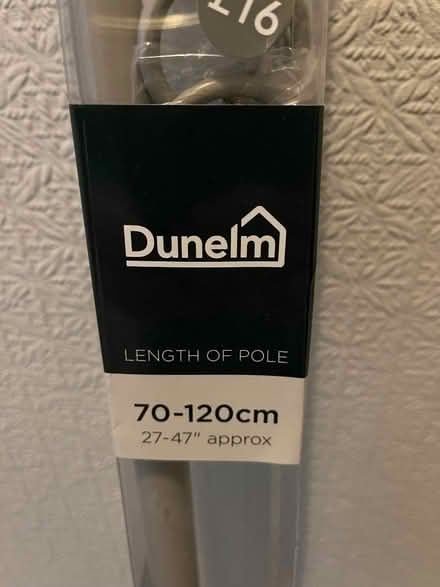 £16
Dunelm
LENGTH OF POLE
70-120cm
27-47" approx